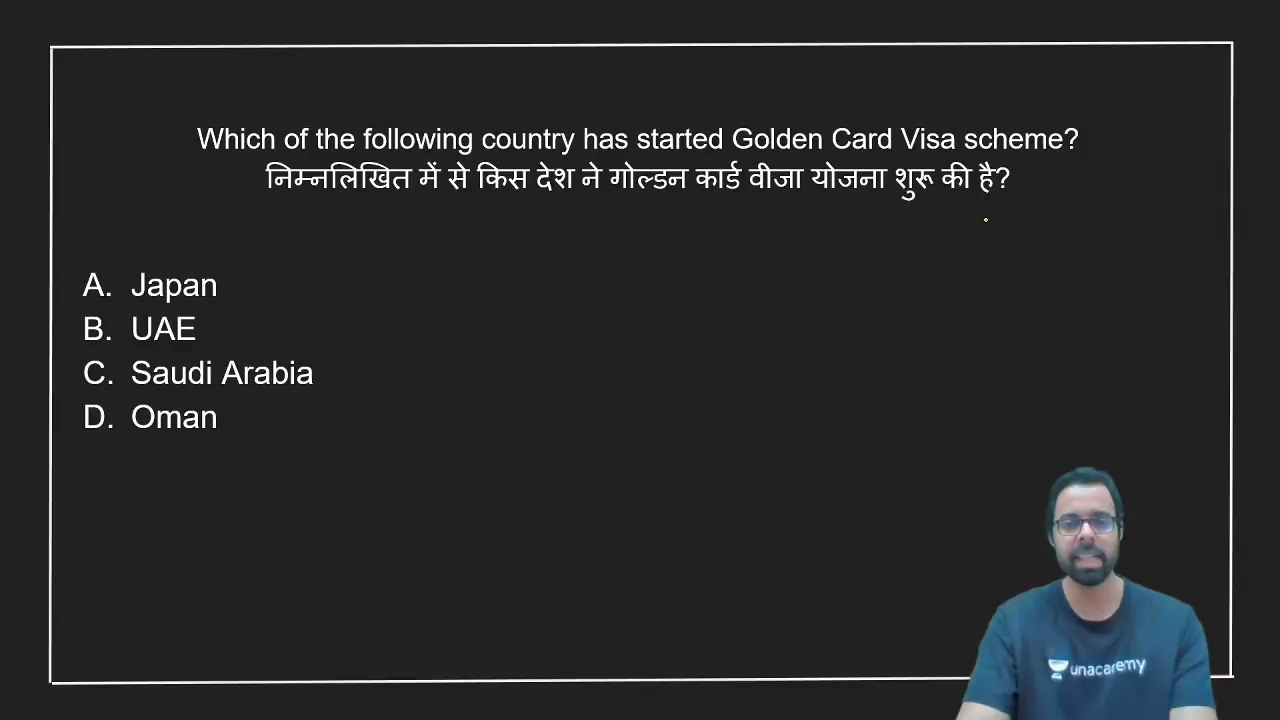 Which of the following country has started Golden Card Visa scheme?
निम्नलिखित में से किस देश ने गोल्डन कार्ड वीजा योजना शुरू की है?
A. Japan
B. UAE
C. Saudi Arabia
D. Oman
unacademy